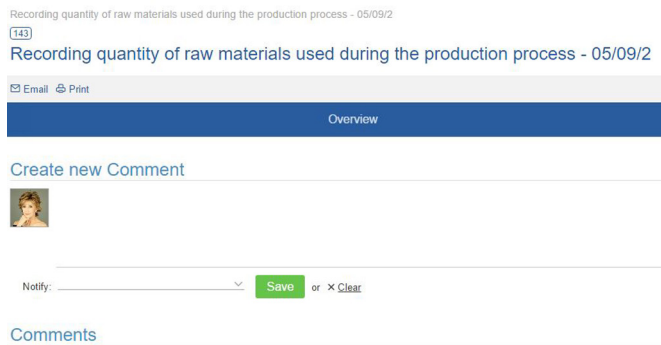 Recording quantity of raw materials used during the production process - 05/09/2
143
Recording quantity of raw materials used during the production process - 05/09/2
Email Print
Overview
Create new Comment
Notify: Save or × Clear
Comments